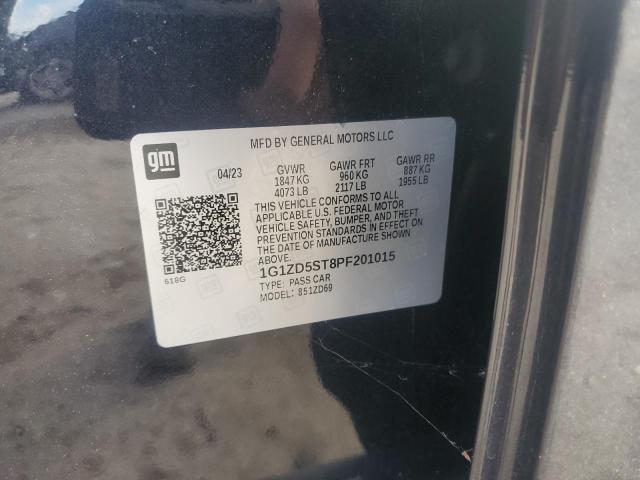 MFD BY GENERAL MOTORS LLC
gm
04/23 GVWR GAWR FRT GAWR RR
1847 KG 960 KG 887 KG
4073 LB 2117 LB 1955 LB
THIS VEHICLE CONFORMS TO ALL
APPLICABLE U.S. FEDERAL MOTOR
VEHICLE SAFETY, BUMPER, AND THEFT
PREVENTION STANDARDS IN EFFECT ON
THE DATE OF MANUFACTURE SHOWN
ABOVE.
618G
1G1ZD5ST8PF201015
TYPE: PASS CAR
MODEL: 851ZD69